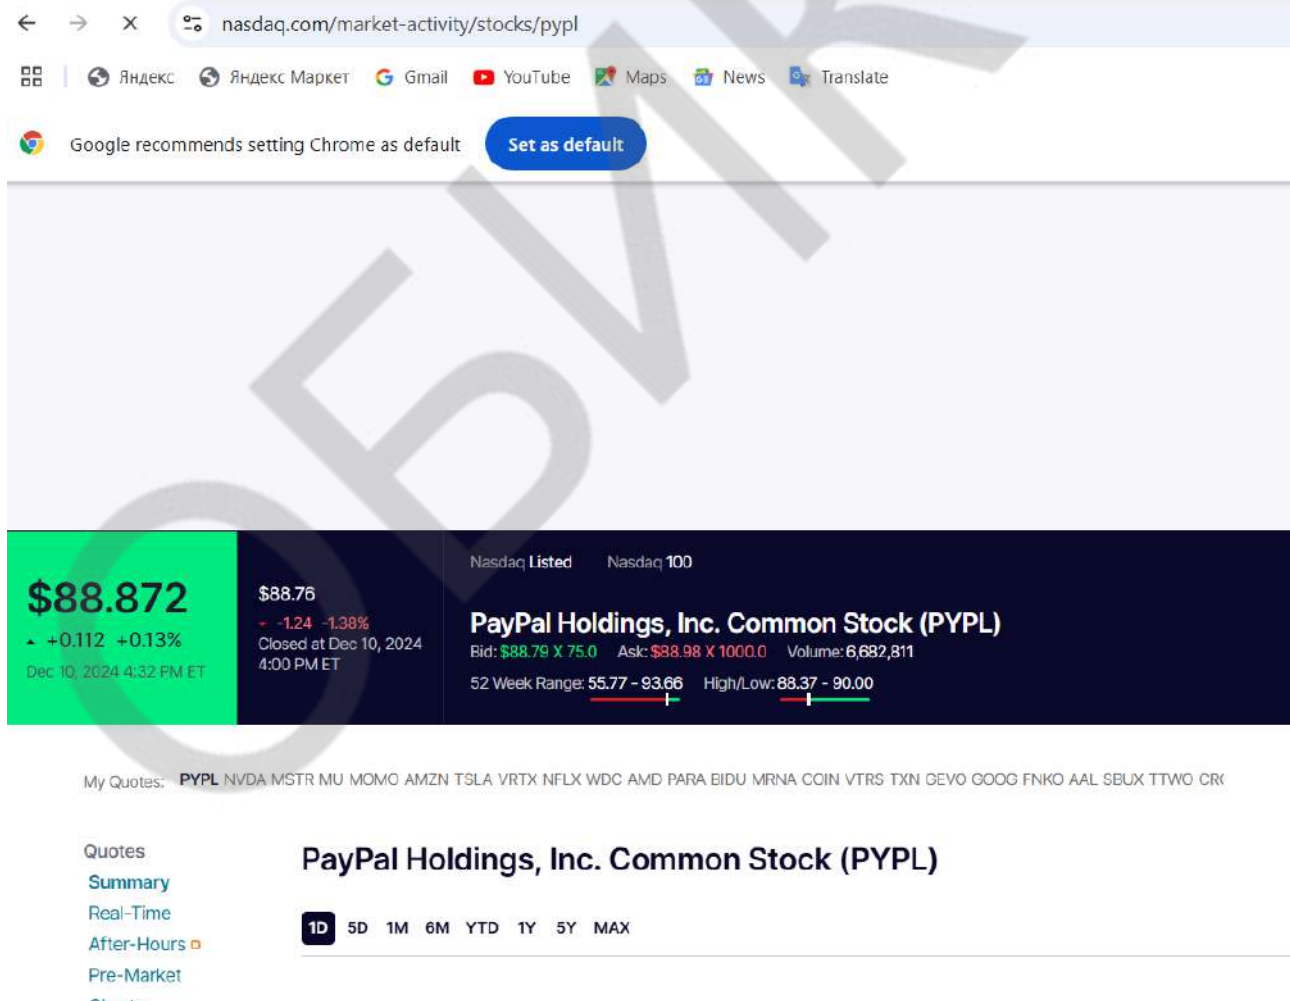 nasdaq.com/market-activity/stocks/pypl
Яндекс Яндекс Маркет Gmail YouTube Maps News Translate
Google recommends setting Chrome as default Set as default
ОБИК
Nasdaq Listed Nasdaq 100
$88.872
+0.112 +0.13%
Dec 10, 2024 4:32 PM ET
$88.76
-1.24 -1.38%
Closed at Dec 10, 2024
4:00 PM ET
PayPal Holdings, Inc. Common Stock (PYPL)
Bid: $88.79 X 75.0 Ask: $88.98 X 1000.0 Volume: 6,682,811
52 Week Range: 55.77 - 93.66 High/Low: 88.37 - 90.00
My Quotes: PYPL NVDA MSTR MU MOMO AMZN TSLA VRTX NFLX WDC AMD PARA BIDU MRNA COIN VTRS TXN GEVO GOOG FNKO AAL SBUX TTWO
Quotes
Summary
Real-Time
After-Hours
Pre-Market
PayPal Holdings, Inc. Common Stock (PYPL)
1D 5D 1M 6M YTD 1Y 5Y MAX